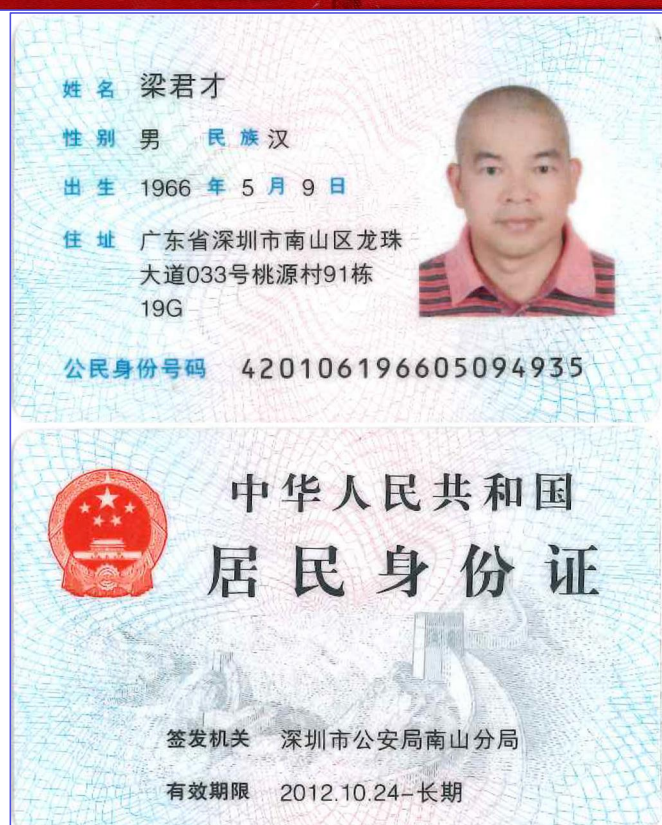 姓名 梁君才
性别 男 民族 汉
出生 1966 年 5 月 9 日
住址 广东省深圳市南山区龙珠
大道033号桃源村91栋
19G
公民身份号码 420106196605094935
中华人民共和国
居民身份证
签发机关 深圳市公安局南山分局
有效期限 2012.10.24-长期